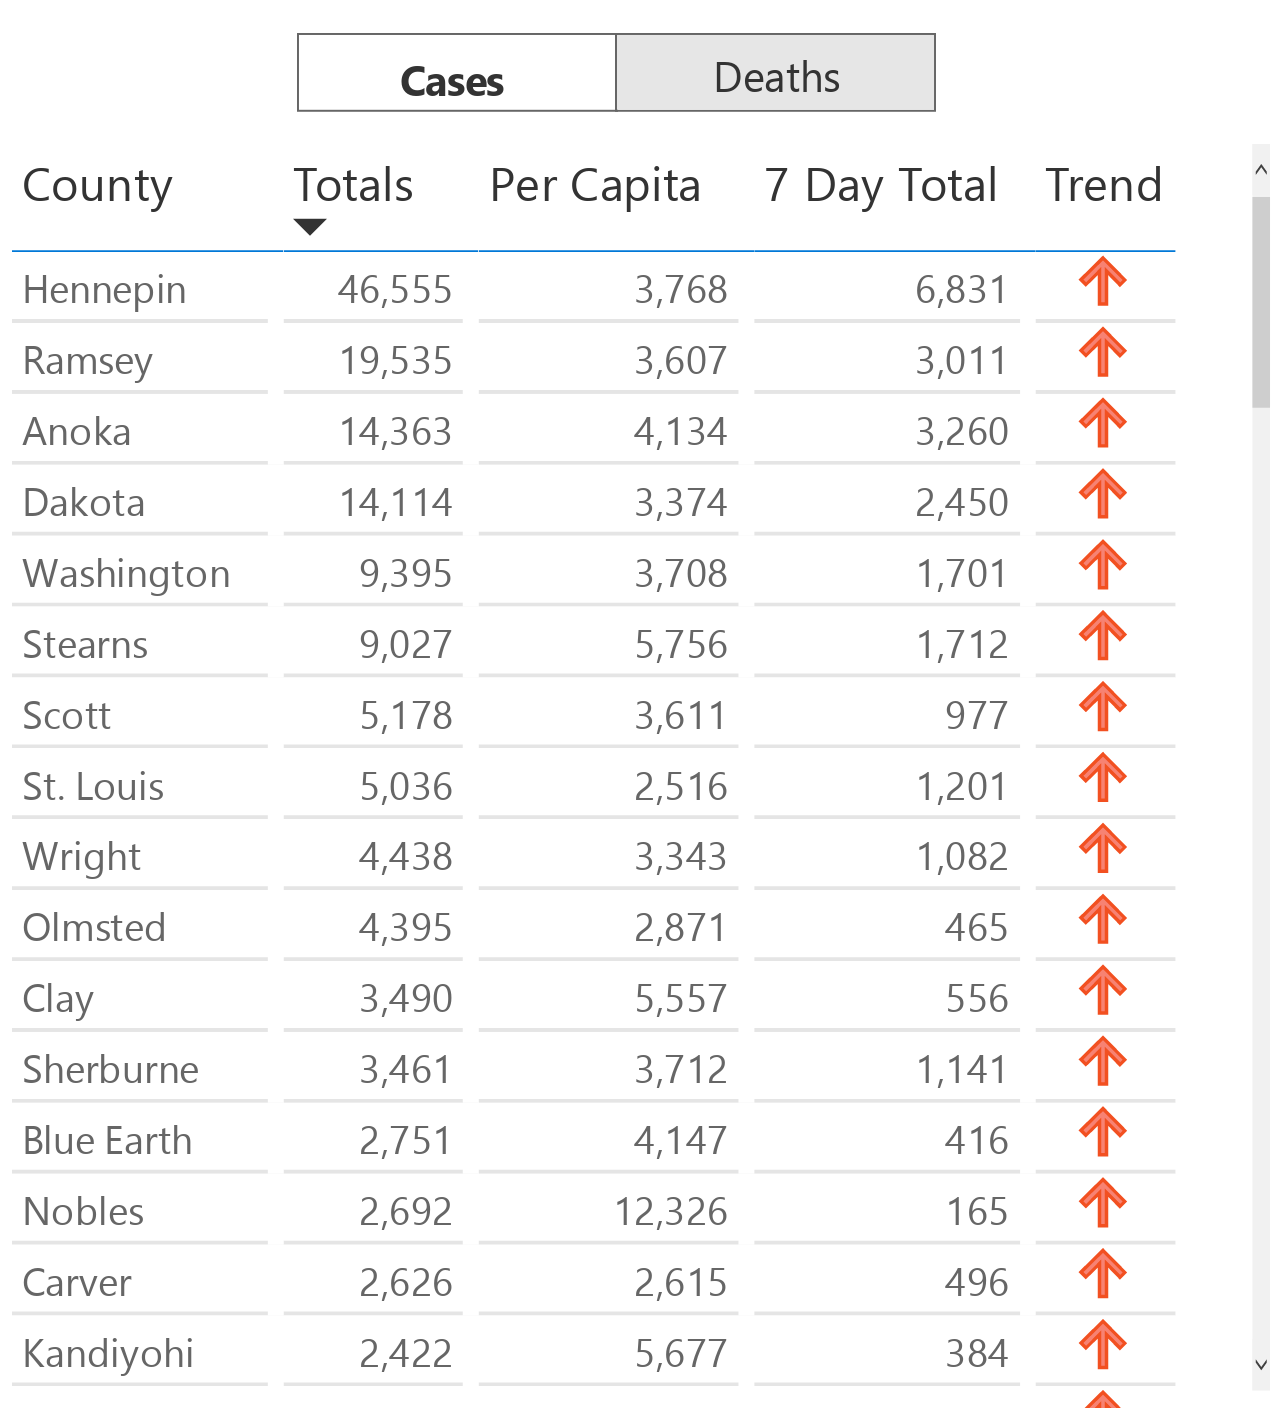 Cases Deaths
County Totals Per Capita 7 Day Total Trend
Hennepin 46,555 3,768 6,831
Ramsey 19,535 3,607 3,011
Anoka 14,363 4,134 3,260
Dakota 14,114 3,374 2,450
Washington 9,395 3,708 1,701
Stearns 9,027 5,756 1,712
Scott 5,178 3,611 977
St. Louis 5,036 2,516 1,201
Wright 4,438 3,343 1,082
Olmsted 4,395 2,871 465
Clay 3,490 5,557 556
Sherburne 3,461 3,712 1,141
Blue Earth 2,751 4,147 416
Nobles 2,692 12,326 165
Carver 2,626 2,615 496
Kandiyohi 2,422 5,677 384